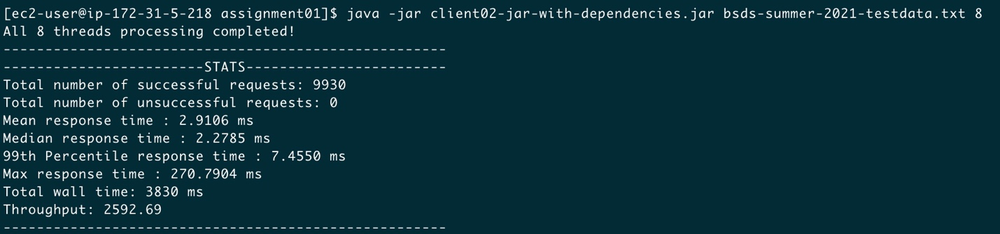 [ec2-user@ip-172-31-5-218 assignment01]$ java -jar client02-jar-with-dependencies.jar bsds-summer-2021-testdata.txt 8
All 8 threads processing completed!
-----------------------------------------------------
------------------------STATS------------------------
Total number of successful requests: 9930
Total number of unsuccessful requests: 0
Mean response time : 2.9106 ms
Median response time : 2.2785 ms
99th Percentile response time : 7.4550 ms
Max response time : 270.7904 ms
Total wall time: 3830 ms
Throughput: 2592.69
-----------------------------------------------------